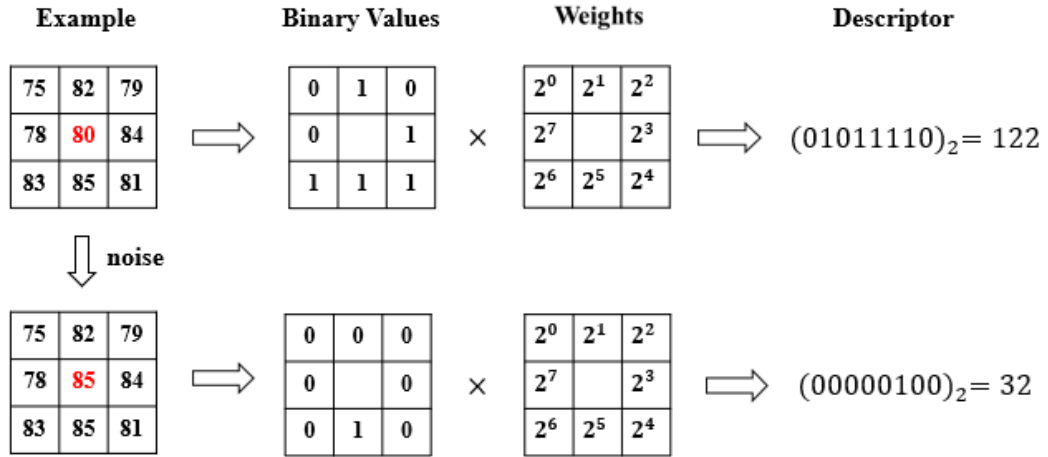 Example Binary Values Weights Descriptor
75 82 79 0 1 0 2⁰ 2¹ 2²
78 80 84 0 1 × 2⁷ 2³ (01011110)₂= 122
83 85 81 1 1 1 2⁶ 2⁵ 2⁴
noise
75 82 79 0 0 0 2⁰ 2¹ 2²
78 85 84 0 0 × 2⁷ 2³ (00000100)₂= 32
83 85 81 0 1 0 2⁶ 2⁵ 2⁴